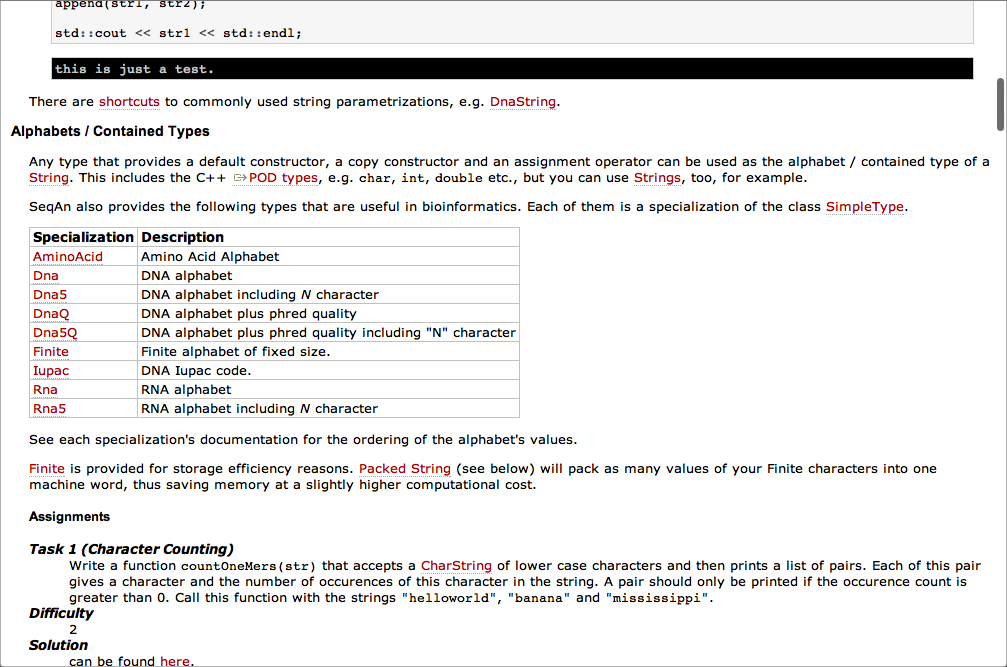 append(str1, str2);
std::cout << str1 << std::endl;
this is just a test.
There are shortcuts to commonly used string parametrizations, e.g. DnaString.
Alphabets / Contained Types
Any type that provides a default constructor, a copy constructor and an assignment operator can be used as the alphabet / contained type of a
String. This includes the C++ POD types, e.g. char, int, double etc., but you can use Strings, too, for example.
SeqAn also provides the following types that are useful in bioinformatics. Each of them is a specialization of the class SimpleType.
Specialization Description
AminoAcid Amino Acid Alphabet
Dna DNA alphabet
Dna5 DNA alphabet including N character
DnaQ DNA alphabet plus phred quality
Dna5Q DNA alphabet plus phred quality including "N" character
Finite Finite alphabet of fixed size.
Iupac DNA Iupac code.
Rna RNA alphabet
Rna5 RNA alphabet including N character
See each specialization's documentation for the ordering of the alphabet's values.
Finite is provided for storage efficiency reasons. Packed String (see below) will pack as many values of your Finite characters into one
machine word, thus saving memory at a slightly higher computational cost.
Assignments
Task 1 (Character Counting)
Write a function countOneMers(str) that accepts a CharString of lower case characters and then prints a list of pairs. Each of this pair
gives a character and the number of occurences of this character in the string. A pair should only be printed if the occurence count is
greater than 0. Call this function with the strings "helloworld", "banana" and "mississippi".
Difficulty
2
Solution
can be found here.